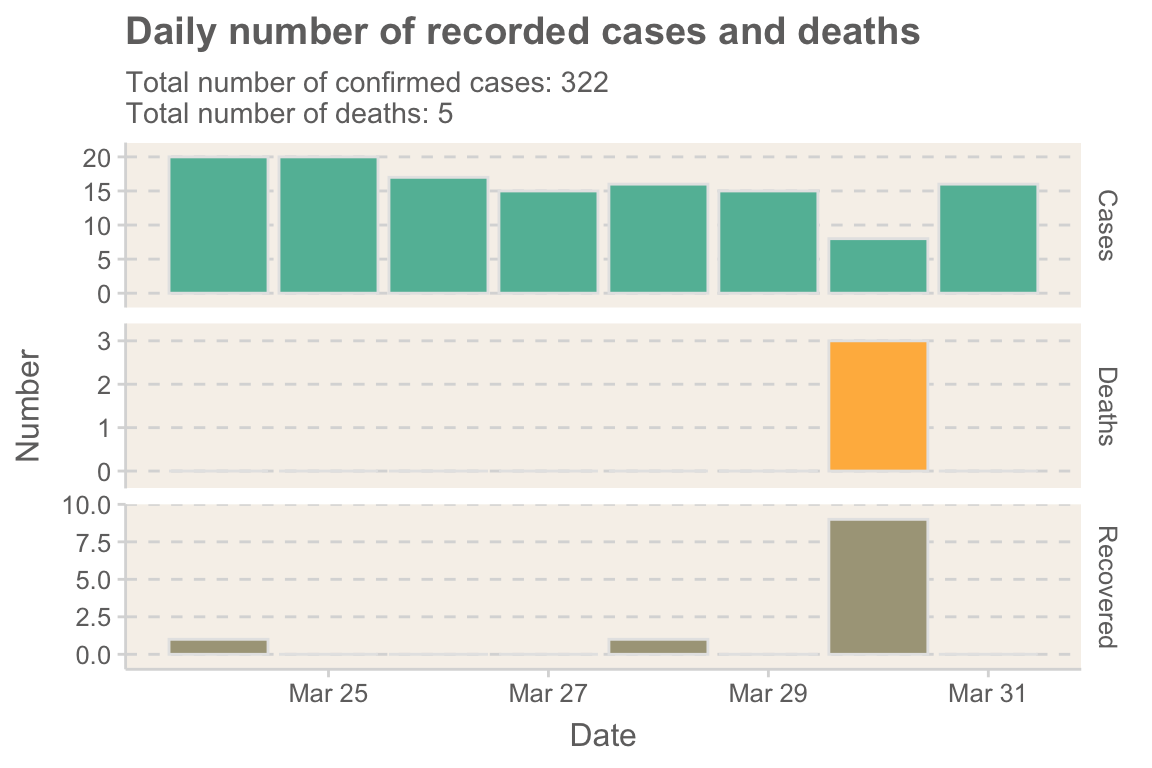 Daily number of recorded cases and deaths
Total number of confirmed cases: 322
Total number of deaths: 5
20
15
10
5
0
Cases
3
2
1
0
Deaths
Number
10.0
7.5
5.0
2.5
0.0
Recovered
Mar 25 Mar 27 Mar 29 Mar 31
Date